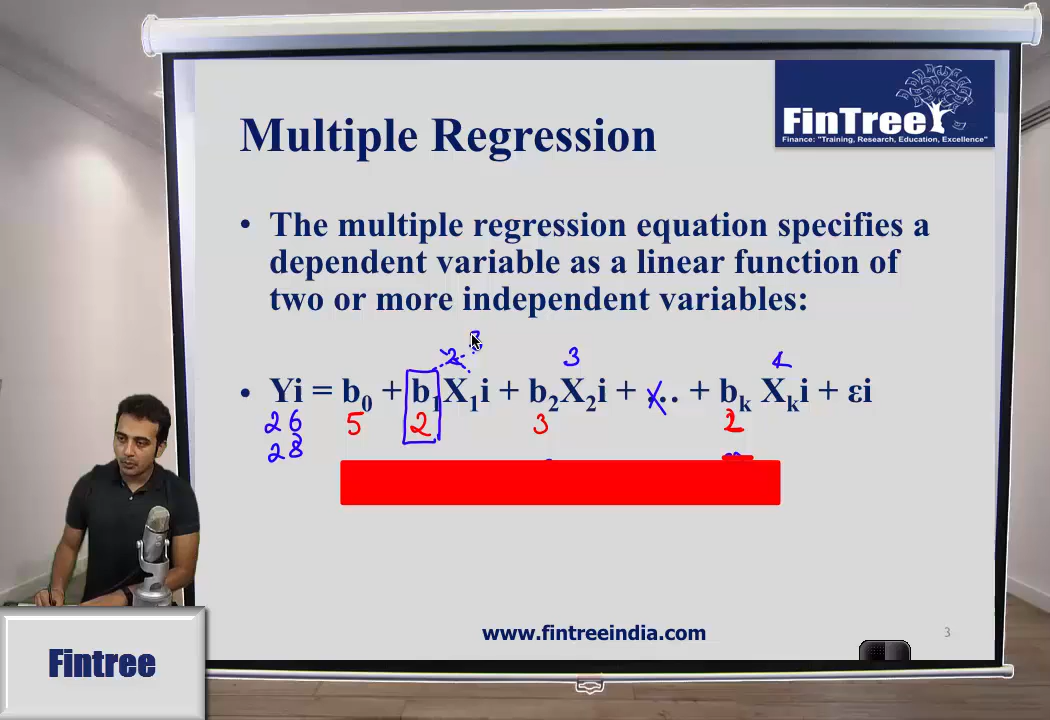 FinTree
Finance: "Training, Research, Education, Excellence"
Multiple Regression
• The multiple regression equation specifies a
dependent variable as a linear function of
two or more independent variables:
2 3 3 4
• Yi = b₀ + b₁X₁i + b₂X₂i + ... + bₖ Xₖi + εi
26 5 2 3 2
28
www.fintreeindia.com
3
Fintree